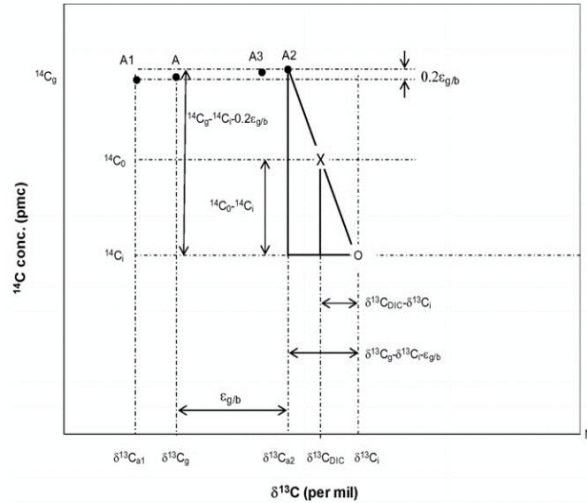 A1
A
A3
A2
¹⁴Cg
0.2εg/b
¹⁴Cg-¹⁴Ci-0.2εg/b
¹⁴C0
X
¹⁴C0-¹⁴Ci
¹⁴Ci
O
δ¹³CDIC-δ¹³Ci
δ¹³Cg-δ¹³Ci-εg/b
εg/b
¹⁴C conc. (pmc)
δ¹³Ca1
δ¹³Cg
δ¹³Ca2
δ¹³CDIC
δ¹³Ci
δ¹³C (per mil)